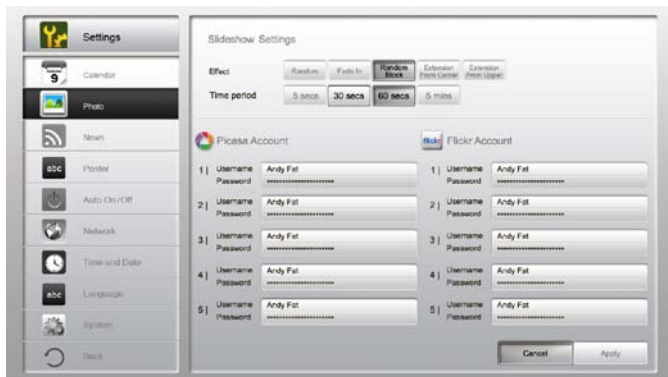 Settings
9
Calendar
Photo
News
abc
Poster
Auto On/Off
Network
Time and Date
abc
Language
System
Back
Slideshow Settings
Effect
Random
Fade In
Random Block
Extension From Center
Extension From Upper
Time period
5 secs
30 secs
60 secs
5 mins
Picasa Account
1| Username Andy Fat
Password ••••••••••••••••••••••
2| Username Andy Fat
Password ••••••••••••••••••••••
3| Username Andy Fat
Password ••••••••••••••••••••••
4| Username Andy Fat
Password ••••••••••••••••••••••
5| Username Andy Fat
Password ••••••••••••••••••••••
flickr
Flickr Account
1| Username Andy Fat
Password ••••••••••••••••••••••
2| Username Andy Fat
Password ••••••••••••••••••••••
3| Username Andy Fat
Password ••••••••••••••••••••••
4| Username Andy Fat
Password ••••••••••••••••••••••
5| Username Andy Fat
Password ••••••••••••••••••••••
Cancel
Apply